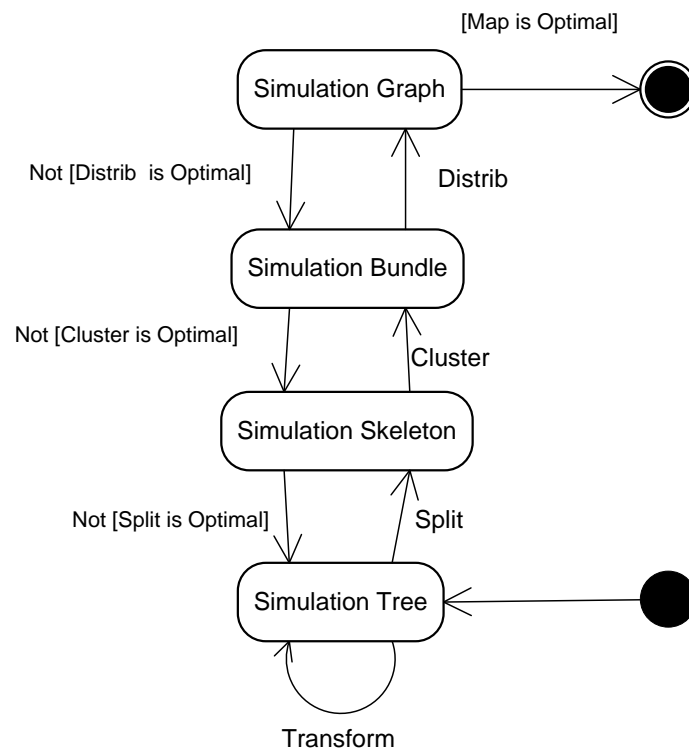 [Map is Optimal]
Simulation Graph
Not [Distrib  is Optimal]
Distrib
Simulation Bundle
Not [Cluster is Optimal]
Cluster
Simulation Skeleton
Not [Split is Optimal]
Split
Simulation Tree
Transform